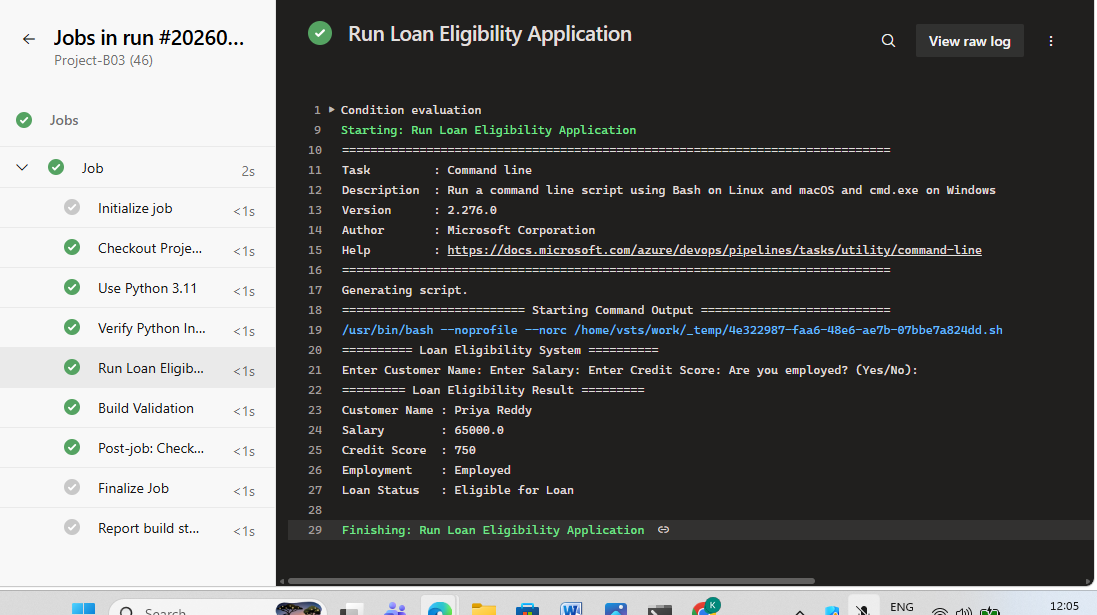 Jobs in run #20260...
Project-B03 (46)
Jobs
Job 2s
Initialize job <1s
Checkout Proje... <1s
Use Python 3.11 <1s
Verify Python In... <1s
Run Loan Eligib... <1s
Build Validation <1s
Post-job: Check... <1s
Finalize Job <1s
Report build st... <1s
Run Loan Eligibility Application
View raw log
1 Condition evaluation
9 Starting: Run Loan Eligibility Application
10 ==============================================================================
11 Task : Command line
12 Description : Run a command line script using Bash on Linux and macOS and cmd.exe on Windows
13 Version : 2.276.0
14 Author : Microsoft Corporation
15 Help : https://docs.microsoft.com/azure/devops/pipelines/tasks/utility/command-line
16 ==============================================================================
17 Generating script.
18 ========================== Starting Command Output ===========================
19 /usr/bin/bash --noprofile --norc /home/vsts/work/_temp/4e322987-faa6-48e6-ae7b-07bbe7a824dd.sh
20 ========== Loan Eligibility System ==========
21 Enter Customer Name: Enter Salary: Enter Credit Score: Are you employed? (Yes/No):
22 ========= Loan Eligibility Result =========
23 Customer Name : Priya Reddy
24 Salary : 65000.0
25 Credit Score : 750
26 Employment : Employed
27 Loan Status : Eligible for Loan
28
29 Finishing: Run Loan Eligibility Application
Search
K
ENG
12:05